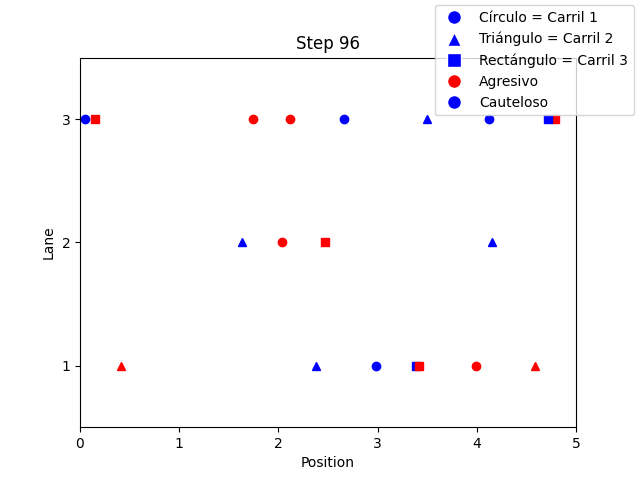 Step 96
Círculo = Carril 1
Triángulo = Carril 2
Rectángulo = Carril 3
Agresivo
Cauteloso
Lane
3
2
1
0 1 2 3 4 5
Position